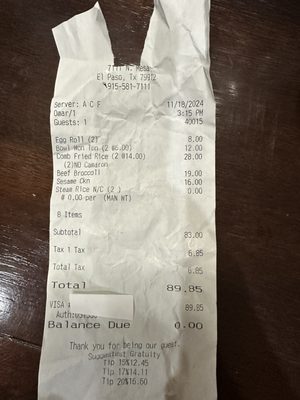 7111 N. Mesa
El Paso, Tx 79912
915-581-7111
Server: A C F 11/18/2024
Omar/1 3:15 PM
Guests: 1 40015
Egg Roll (2) 8.00
Bowl Won Ton (2 @6.00) 12.00
Comb Fried Rice (2 @14.00) 28.00
(2)NO Camaron
Beef Broccoli 19.00
Sesame Ckn 16.00
Steam Rice N/C (2 ) 0.00
@ 0.00 per (MAN WT)
8 Items
Subtotal 83.00
Tax 1 Tax 6.85
Total Tax 6.85
Total 89.85
VISA 89.85
Balance Due 0.00
Thank you for being our guest.
Suggestest Gratuity
Tip 15%12.45
Tip 17%14.11
Tip 20%16.60